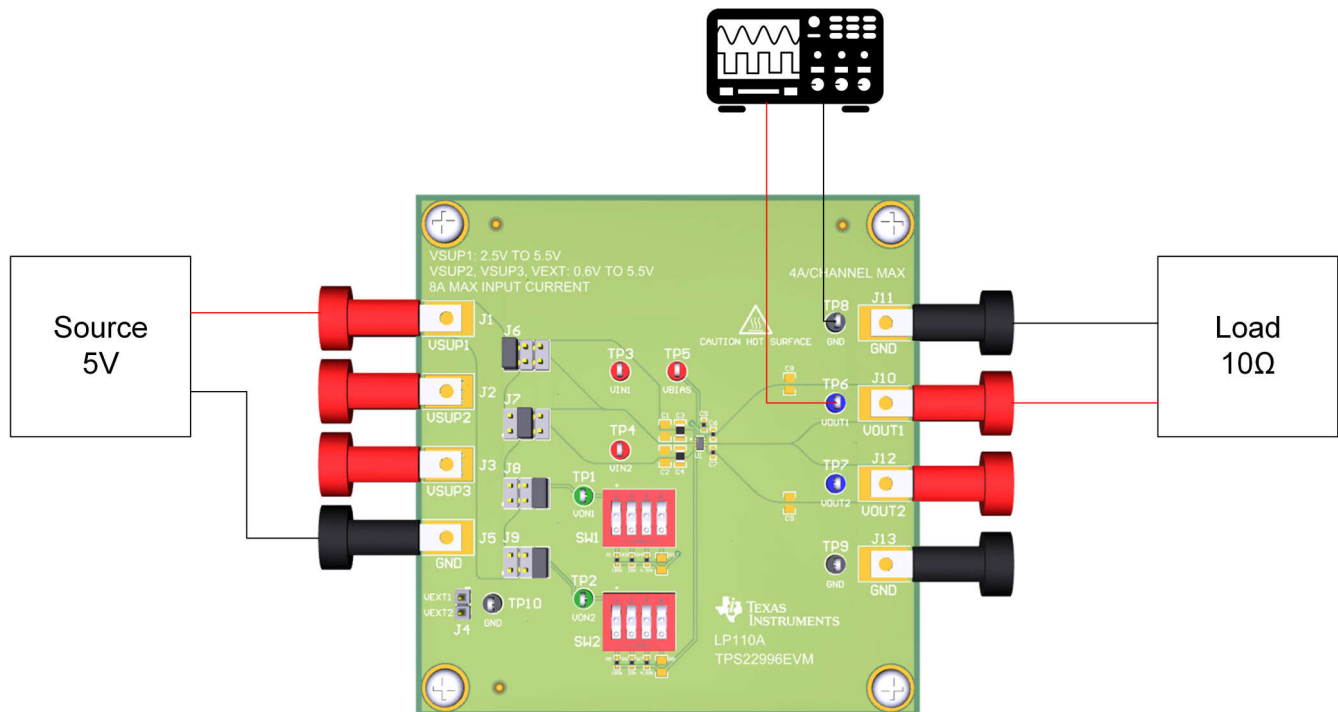 VSUP1: 2.5V TO 5.5V
VSUP2, VSUP3, VEXT: 0.6V TO 5.5V
8A MAX INPUT CURRENT
4A/CHANNEL MAX
Source
5V
Load
10Ω
J1
VSUP1
J2
VSUP2
J3
VSUP3
J5
GND
J6
J7
J8
J9
VEXT1
VEXT2
J4
TP10
GND
TP3
VIN1
TP5
VBIAS
TP4
VIN2
TP1
VON1
SW1
TP2
VON2
SW2
CAUTION HOT SURFACE
C1
C3
C2
C4
TP8
GND
J11
GND
TP6
VOUT1
J10
VOUT1
TP7
VOUT2
J12
VOUT2
TP9
GND
J13
GND
TEXAS
INSTRUMENTS
LP110A
TPS22996EVM